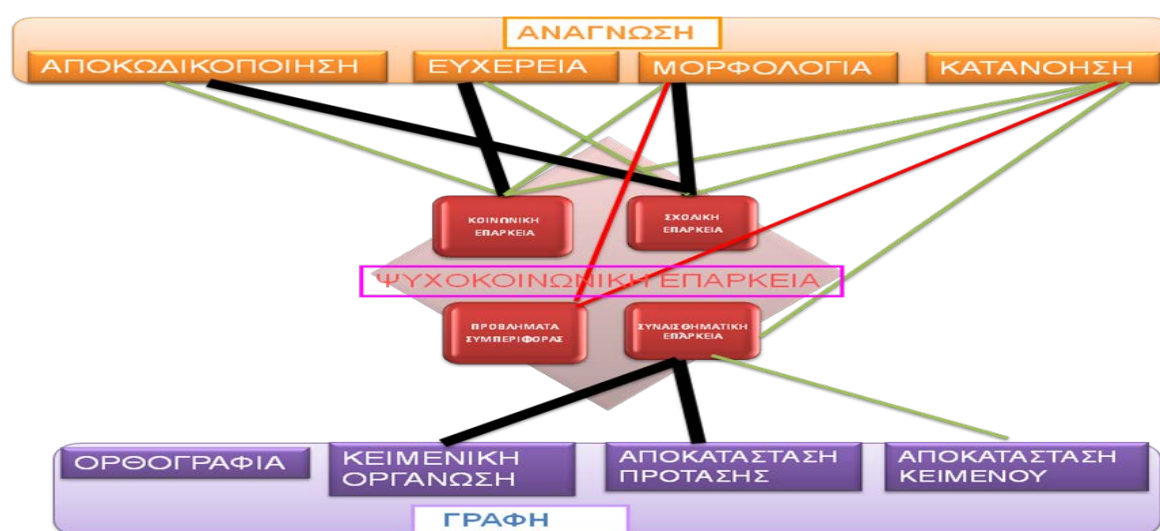 ΑΝΑΓΝΩΣΗ
ΑΠΟΚΩΔΙΚΟΠΟΙΗΣΗ
ΕΥΧΕΡΕΙΑ
ΜΟΡΦΟΛΟΓΙΑ
ΚΑΤΑΝΟΗΣΗ
ΚΟΙΝΩΝΙΚΗ
ΕΠΑΡΚΕΙΑ
ΣΧΟΛΙΚΗ
ΕΠΑΡΚΕΙΑ
ΨΥΧΟΚΟΙΝΩΝΙΚΗ ΕΠΑΡΚΕΙΑ
ΠΡΟΒΛΗΜΑΤΑ
ΣΥΜΠΕΡΙΦΟΡΑΣ
ΣΥΝΑΙΣΘΗΜΑΤΙΚΗ
ΕΠΑΡΚΕΙΑ
ΟΡΘΟΓΡΑΦΙΑ
ΚΕΙΜΕΝΙΚΗ
ΟΡΓΑΝΩΣΗ
ΑΠΟΚΑΤΑΣΤΑΣΗ
ΠΡΟΤΑΣΗΣ
ΑΠΟΚΑΤΑΣΤΑΣΗ
ΚΕΙΜΕΝΟΥ
ΓΡΑΦΗ